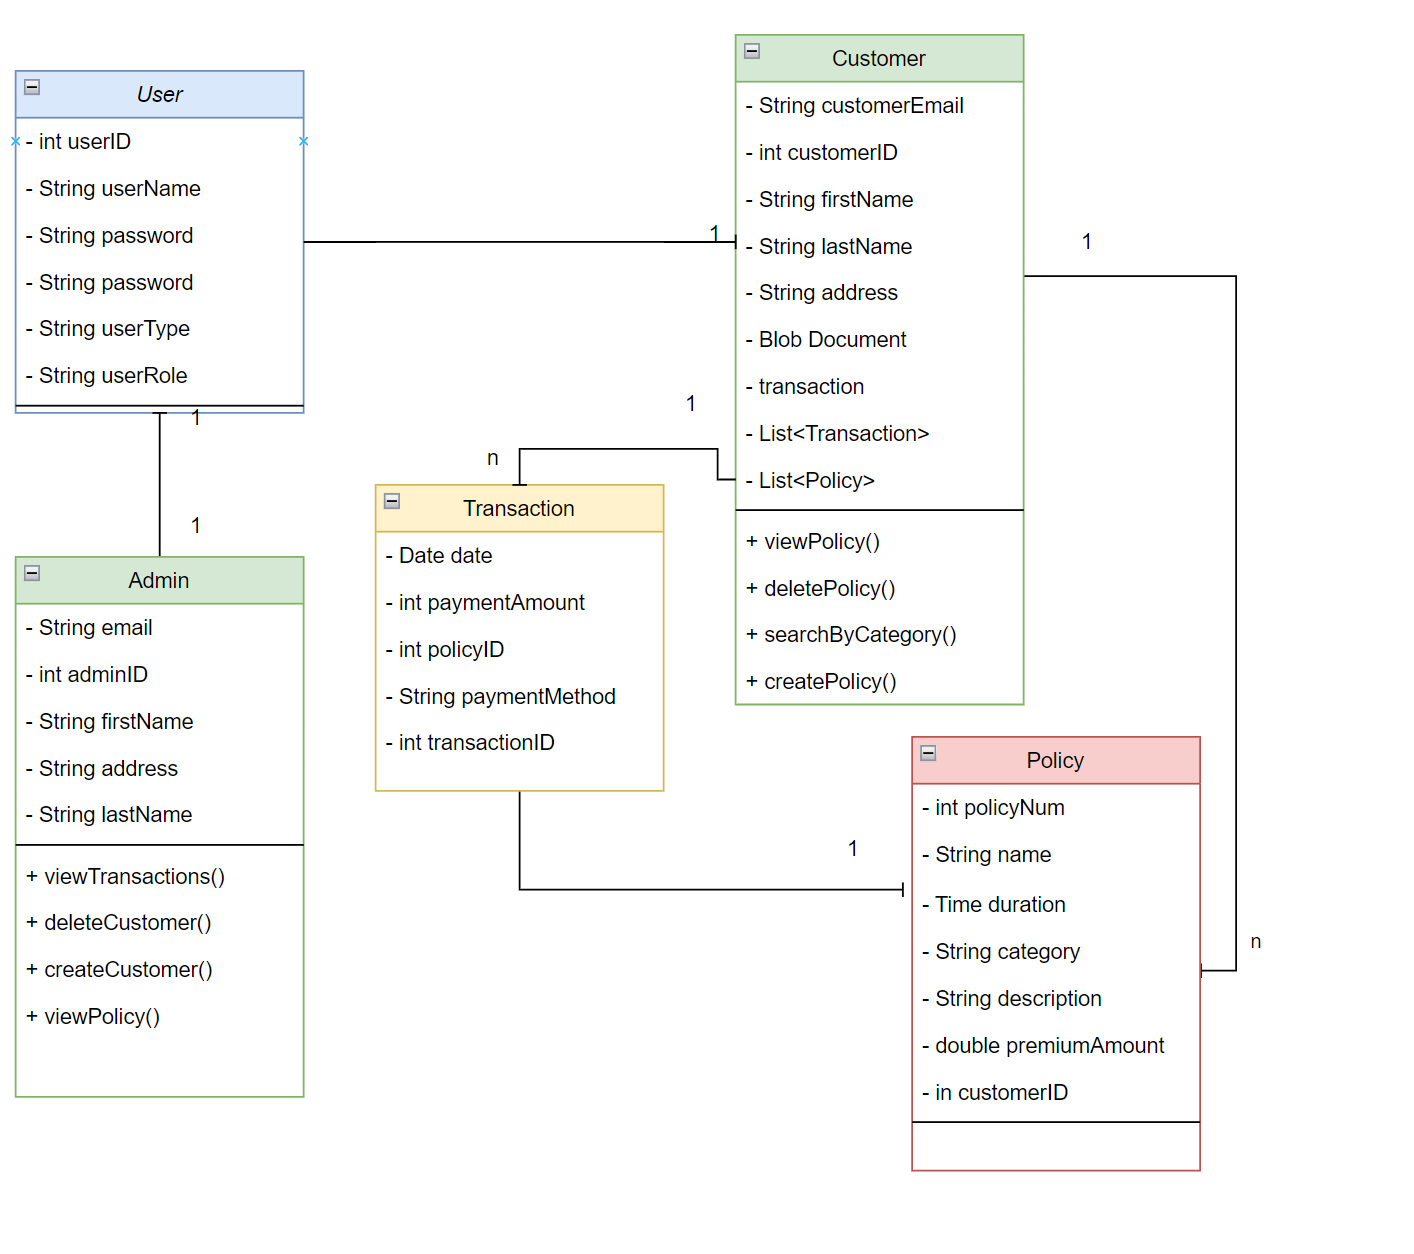 User
- int userID
- String userName
- String password
- String password
- String userType
- String userRole
1
1
Admin
- String email
- int adminID
- String firstName
- String address
- String lastName
+ viewTransactions()
+ deleteCustomer()
+ createCustomer()
+ viewPolicy()
Customer
- String customerEmail
- int customerID
- String firstName
- String lastName
- String address
- Blob Document
- transaction
- List<Transaction>
- List<Policy>
+ viewPolicy()
+ deletePolicy()
+ searchByCategory()
+ createPolicy()
1
1
1
n
Transaction
- Date date
- int paymentAmount
- int policyID
- String paymentMethod
- int transactionID
1
n
Policy
- int policyNum
- String name
- Time duration
- String category
- String description
- double premiumAmount
- in customerID